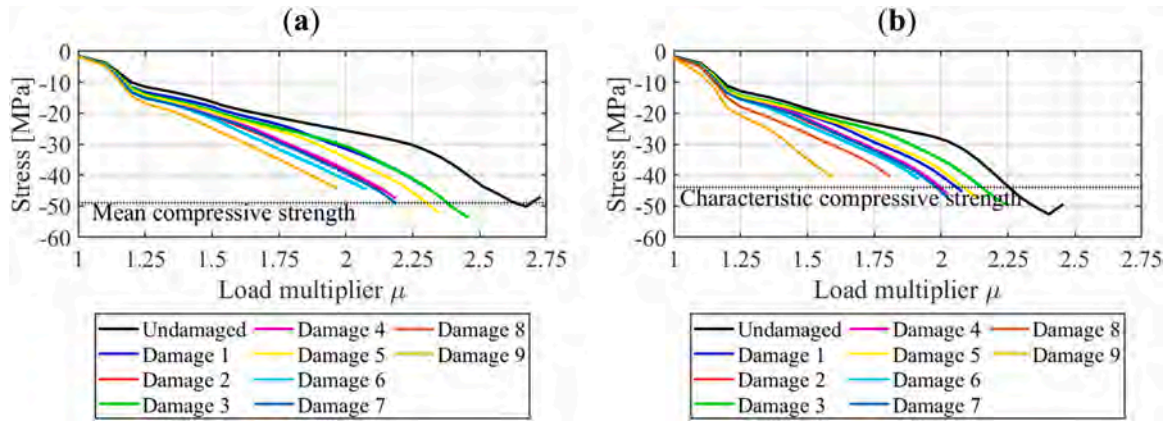 (a)
0
-10
-20
-30
-40
-50
-60
Stress [MPa]
Mean compressive strength
1 1.25 1.5 1.75 2 2.25 2.5 2.75
Load multiplier μ
Undamaged Damage 4 Damage 8
Damage 1 Damage 5 Damage 9
Damage 2 Damage 6
Damage 3 Damage 7
(b)
0
-10
-20
-30
-40
-50
-60
Stress [MPa]
Characteristic compressive strength
1 1.25 1.5 1.75 2 2.25 2.5 2.75
Load multiplier μ
Undamaged Damage 4 Damage 8
Damage 1 Damage 5 Damage 9
Damage 2 Damage 6
Damage 3 Damage 7